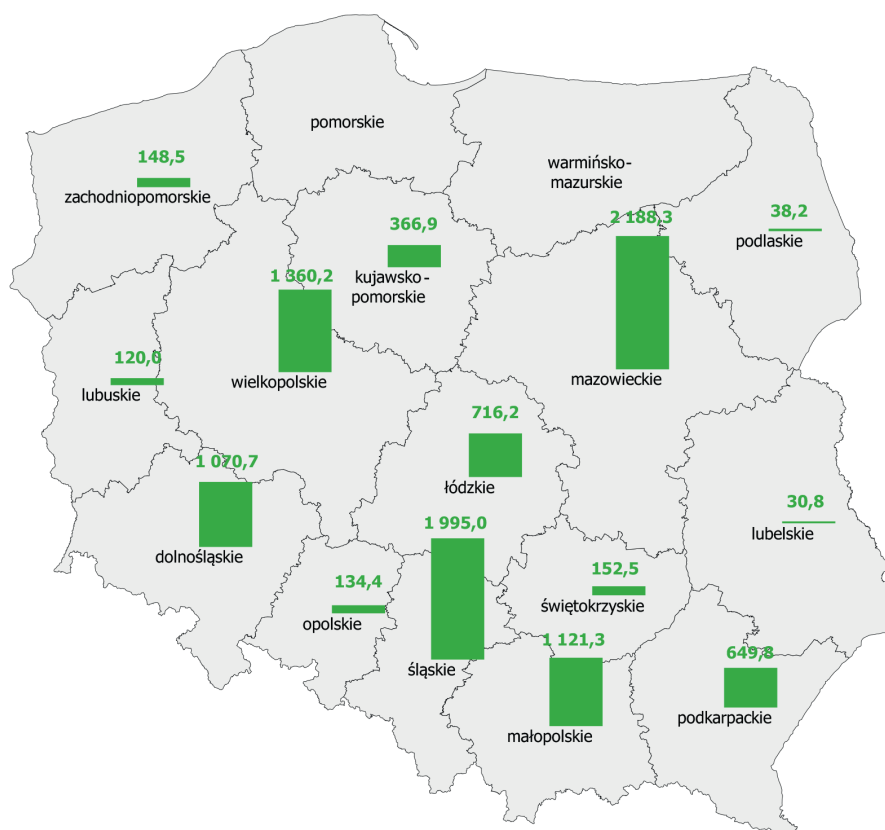 pomorskie
148,5
zachodniopomorskie
warmińsko-
mazurskie
38,2
podlaskie
366,9
kujawsko-
pomorskie
2 188,3
mazowieckie
1 360,2
wielkopolskie
120,0
lubuskie
716,2
łódzkie
1 070,7
dolnośląskie
30,8
lubelskie
1 995,0
śląskie
134,4
opolskie
152,5
świętokrzyskie
1 121,3
małopolskie
649,8
podkarpackie